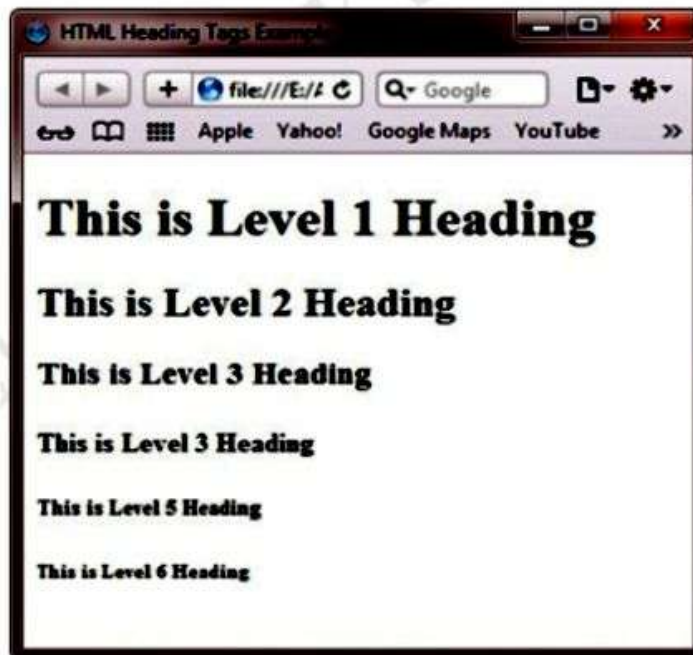 HTML Heading Tags Example
file:///E:/A
Google
Apple Yahoo! Google Maps YouTube
This is Level 1 Heading
This is Level 2 Heading
This is Level 3 Heading
This is Level 3 Heading
This is Level 5 Heading
This is Level 6 Heading